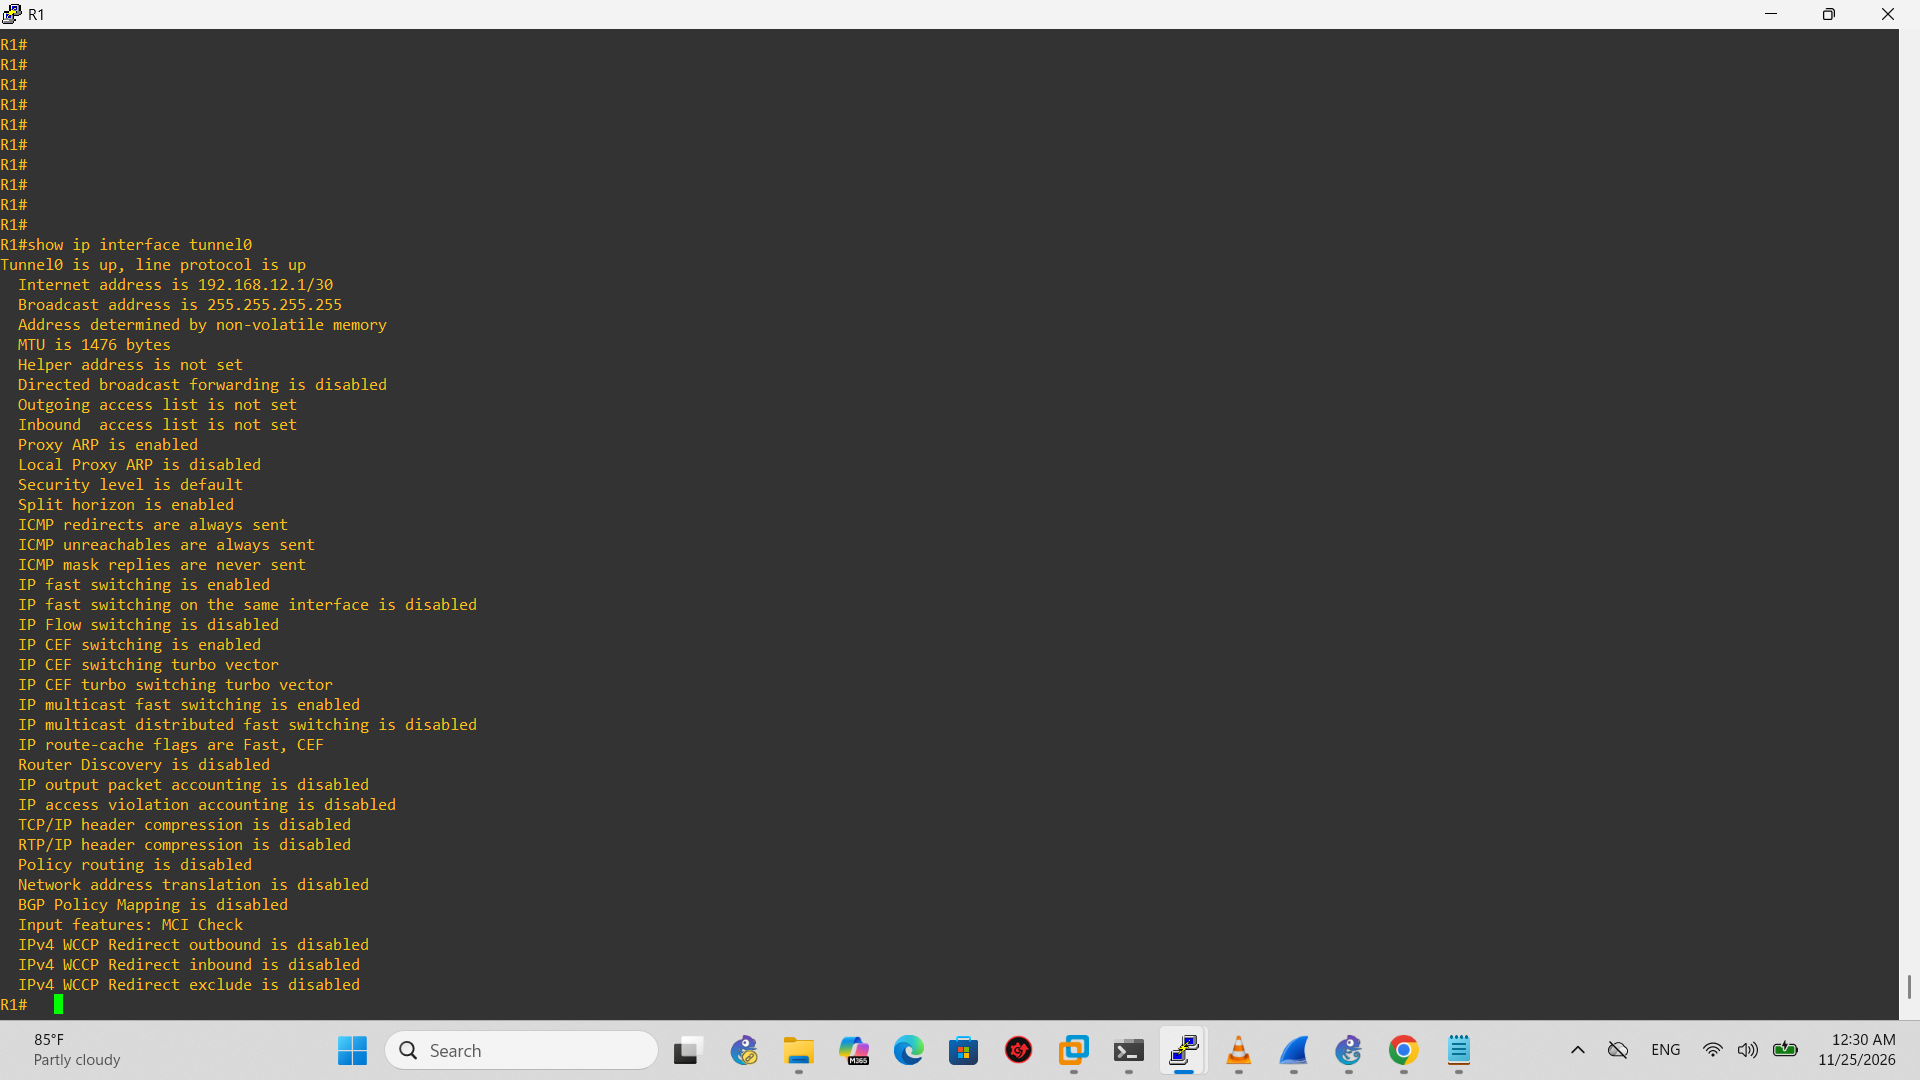 R1
R1#
R1#
R1#
R1#
R1#
R1#
R1#
R1#
R1#
R1#
R1#show ip interface tunnel0
Tunnel0 is up, line protocol is up
  Internet address is 192.168.12.1/30
  Broadcast address is 255.255.255.255
  Address determined by non-volatile memory
  MTU is 1476 bytes
  Helper address is not set
  Directed broadcast forwarding is disabled
  Outgoing access list is not set
  Inbound  access list is not set
  Proxy ARP is enabled
  Local Proxy ARP is disabled
  Security level is default
  Split horizon is enabled
  ICMP redirects are always sent
  ICMP unreachables are always sent
  ICMP mask replies are never sent
  IP fast switching is enabled
  IP fast switching on the same interface is disabled
  IP Flow switching is disabled
  IP CEF switching is enabled
  IP CEF switching turbo vector
  IP CEF turbo switching turbo vector
  IP multicast fast switching is enabled
  IP multicast distributed fast switching is disabled
  IP route-cache flags are Fast, CEF
  Router Discovery is disabled
  IP output packet accounting is disabled
  IP access violation accounting is disabled
  TCP/IP header compression is disabled
  RTP/IP header compression is disabled
  Policy routing is disabled
  Network address translation is disabled
  BGP Policy Mapping is disabled
  Input features: MCI Check
  IPv4 WCCP Redirect outbound is disabled
  IPv4 WCCP Redirect inbound is disabled
  IPv4 WCCP Redirect exclude is disabled
R1#
85°F
Partly cloudy
Search
M365
ENG
12:30 AM
11/25/2026